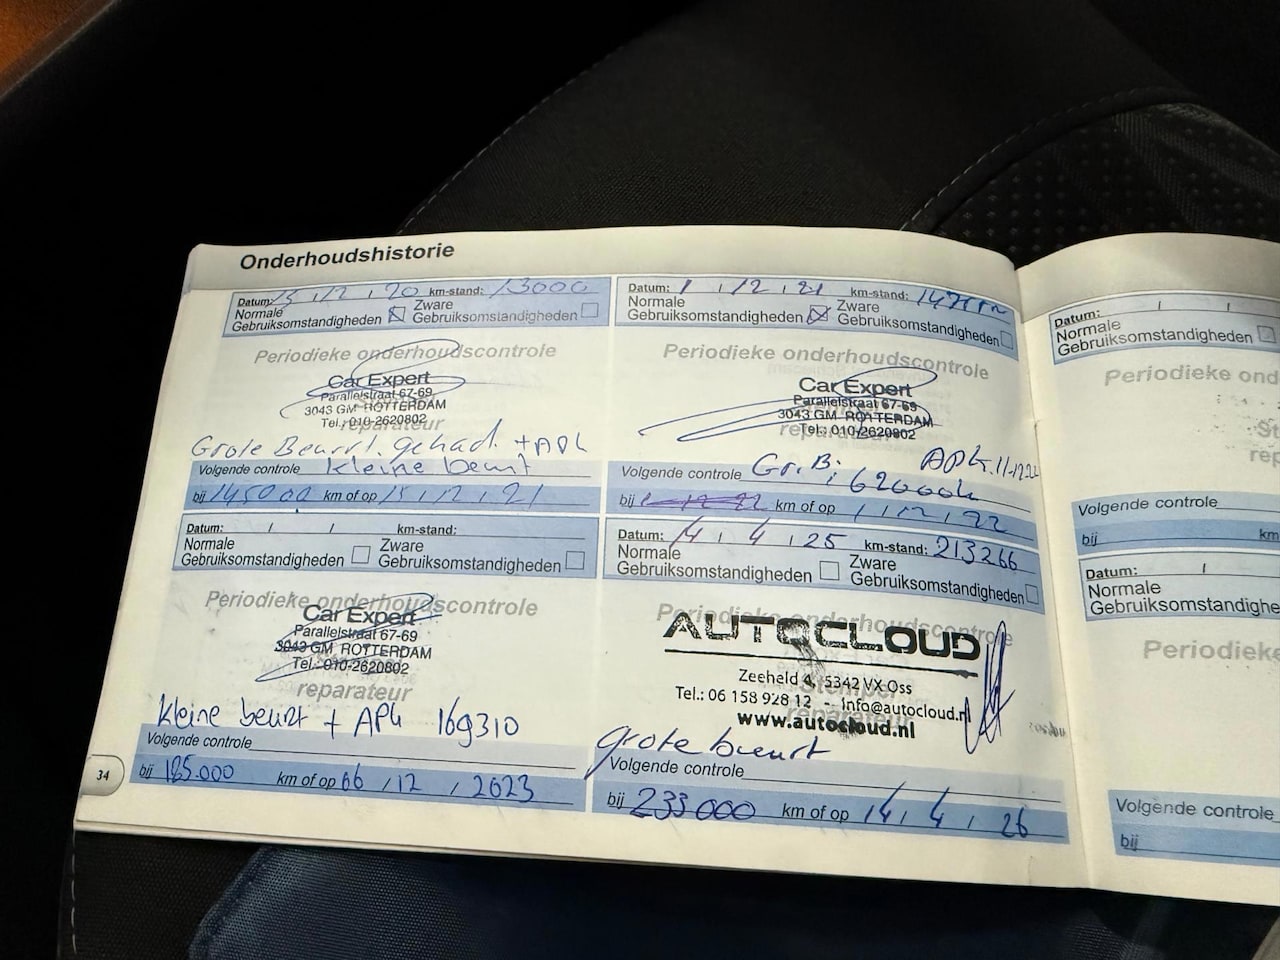 Onderhoudshistorie
Datum: 15 / 12 / 20 km-stand:
Normale Gebruiksomstandigheden Zware Gebruiksomstandigheden
Periodieke onderhoudscontrole
Car Expert
Parallelstraat 67-69
3043 GM ROTTERDAM
Tel.: 010-2620802
reparateur
Grote Beurt. gehad. + APk
Volgende controle kleine beurt
bij 145000 km of op 15 / 12 / 21
Datum: 1 / 12 / 21 km-stand:
Normale Gebruiksomstandigheden Zware Gebruiksomstandigheden
Periodieke onderhoudscontrole
Car Expert
Parallelstraat 67-69
3043 GM ROTTERDAM
Tel.: 010-2620802
reparateur
Volgende controle Gr. B;
bij km of op 1 / 12 / 22
Datum: / / km-stand:
Normale Gebruiksomstandigheden Zware Gebruiksomstandigheden
Periodieke onderhoudscontrole
Car Expert
Parallelstraat 67-69
3043 GM ROTTERDAM
Tel.: 010-2620802
reparateur
kleine beurt + APk 169310
Volgende controle
bij 185.000 km of op 06 / 12 / 2023
34
Datum: 14 / 4 / 25 km-stand: 213266
Normale Gebruiksomstandigheden Zware Gebruiksomstandigheden
Periodieke onderhoudscontrole
AUTOCLOUD
Zeeheld 4, 5342 VX Oss
Tel.: 06 158 928 12 - info@autocloud.nl
www.autocloud.nl
grote beurt
Volgende controle
bij 233000 km of op 14 / 4 / 26
Datum: / /
Normale
Gebruiksomstandigheden
Periodieke ond
St
rep
Volgende controle
bij km
Datum: /
Normale
Gebruiksomstandighe
Periodieke
Volgende controle
bij